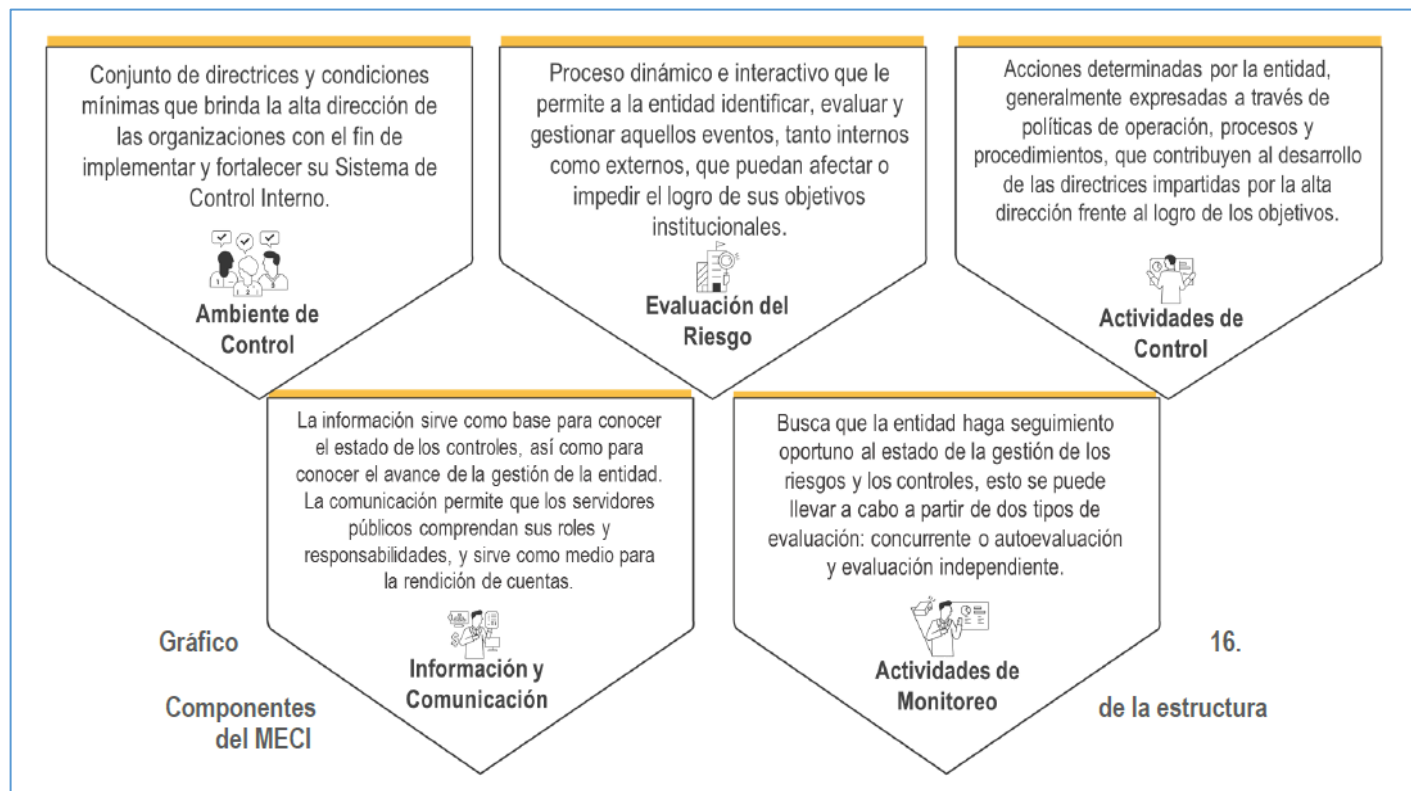 Conjunto de directrices y condiciones
mínimas que brinda la alta dirección de
las organizaciones con el fin de
implementar y fortalecer su Sistema de
Control Interno.
Ambiente de
Control
Proceso dinámico e interactivo que le
permite a la entidad identificar, evaluar y
gestionar aquellos eventos, tanto internos
como externos, que puedan afectar o
impedir el logro de sus objetivos
institucionales.
Evaluación del
Riesgo
Acciones determinadas por la entidad,
generalmente expresadas a través de
políticas de operación, procesos y
procedimientos, que contribuyen al desarrollo
de las directrices impartidas por la alta
dirección frente al logro de los objetivos.
Actividades de
Control
La información sirve como base para conocer
el estado de los controles, así como para
conocer el avance de la gestión de la entidad.
La comunicación permite que los servidores
públicos comprendan sus roles y
responsabilidades, y sirve como medio para
la rendición de cuentas.
Información y
Comunicación
Busca que la entidad haga seguimiento
oportuno al estado de la gestión de los
riesgos y los controles, esto se puede
llevar a cabo a partir de dos tipos de
evaluación: concurrente o autoevaluación
y evaluación independiente.
Actividades de
Monitoreo
Gráfico 16.
Componentes de la estructura
del MECI